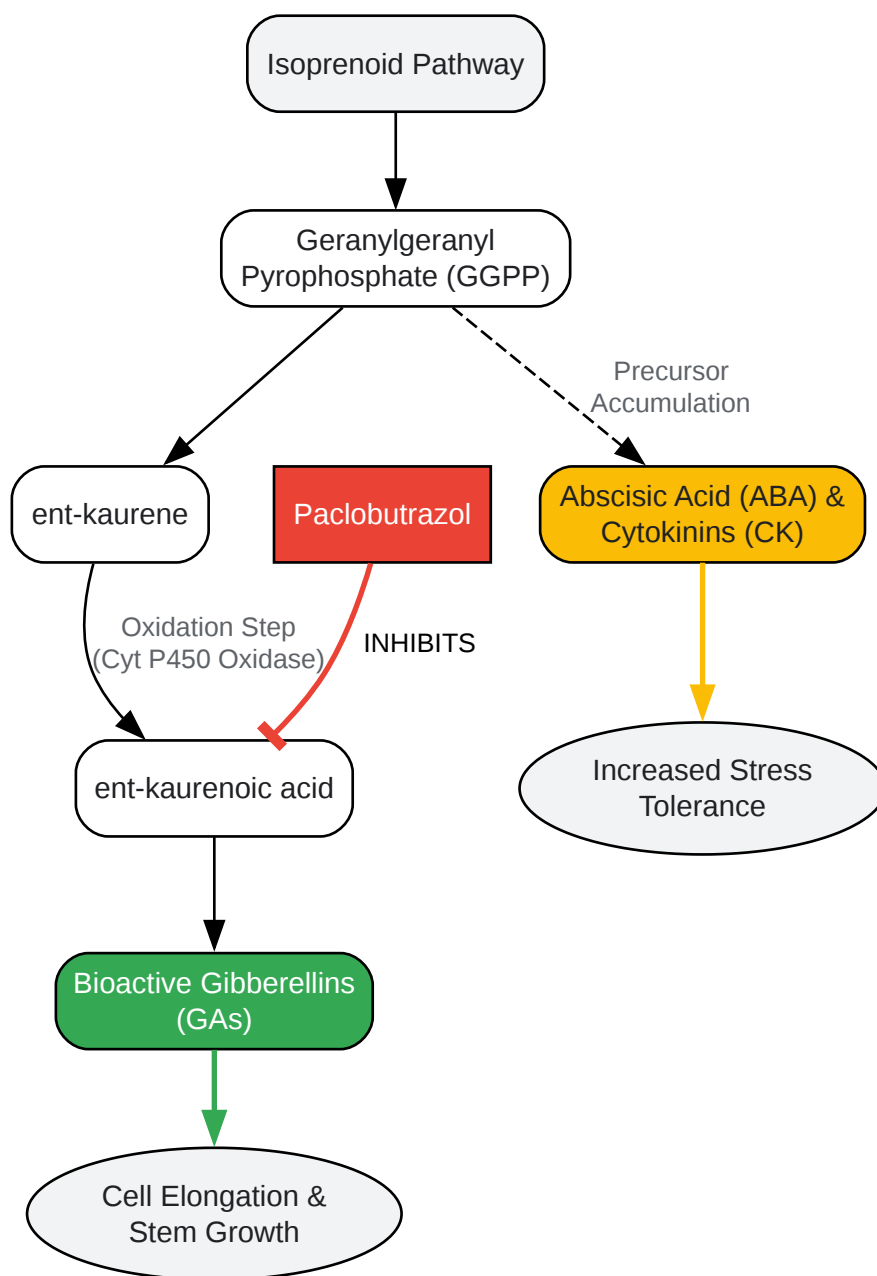 Isoprenoid Pathway
Geranylgeranyl
Pyrophosphate (GGPP)
Precursor
Accumulation
ent-kaurene
Paclobutrazol
Abscisic Acid (ABA) &
Cytokinins (CK)
Oxidation Step
(Cyt P450 Oxidase)
INHIBITS
ent-kaurenoic acid
Increased Stress
Tolerance
Bioactive Gibberellins
(GAs)
Cell Elongation &
Stem Growth